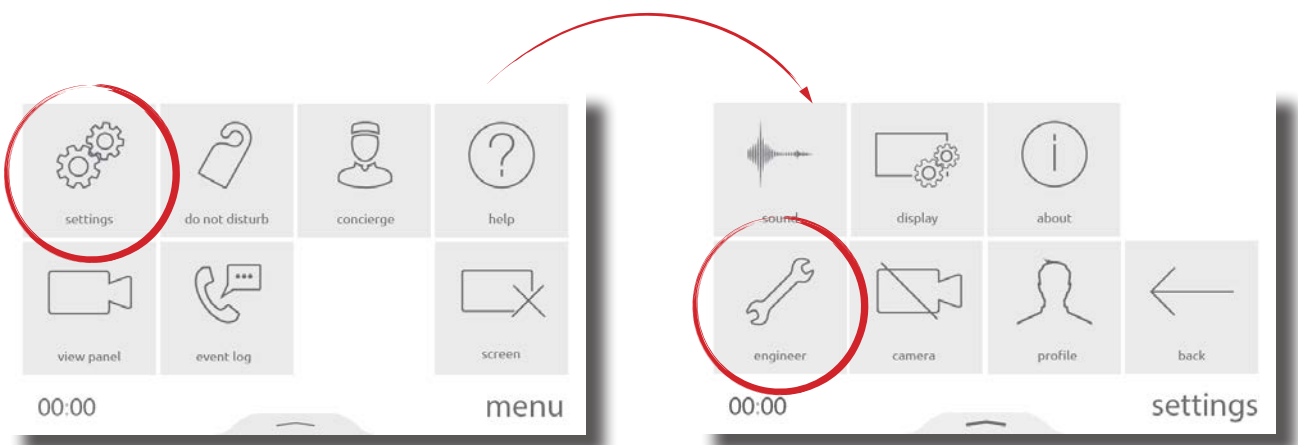 settings
do not disturb
concierge
help
view panel
event log
screen
00:00
menu
sound
display
about
engineer
camera
profile
back
00:00
settings